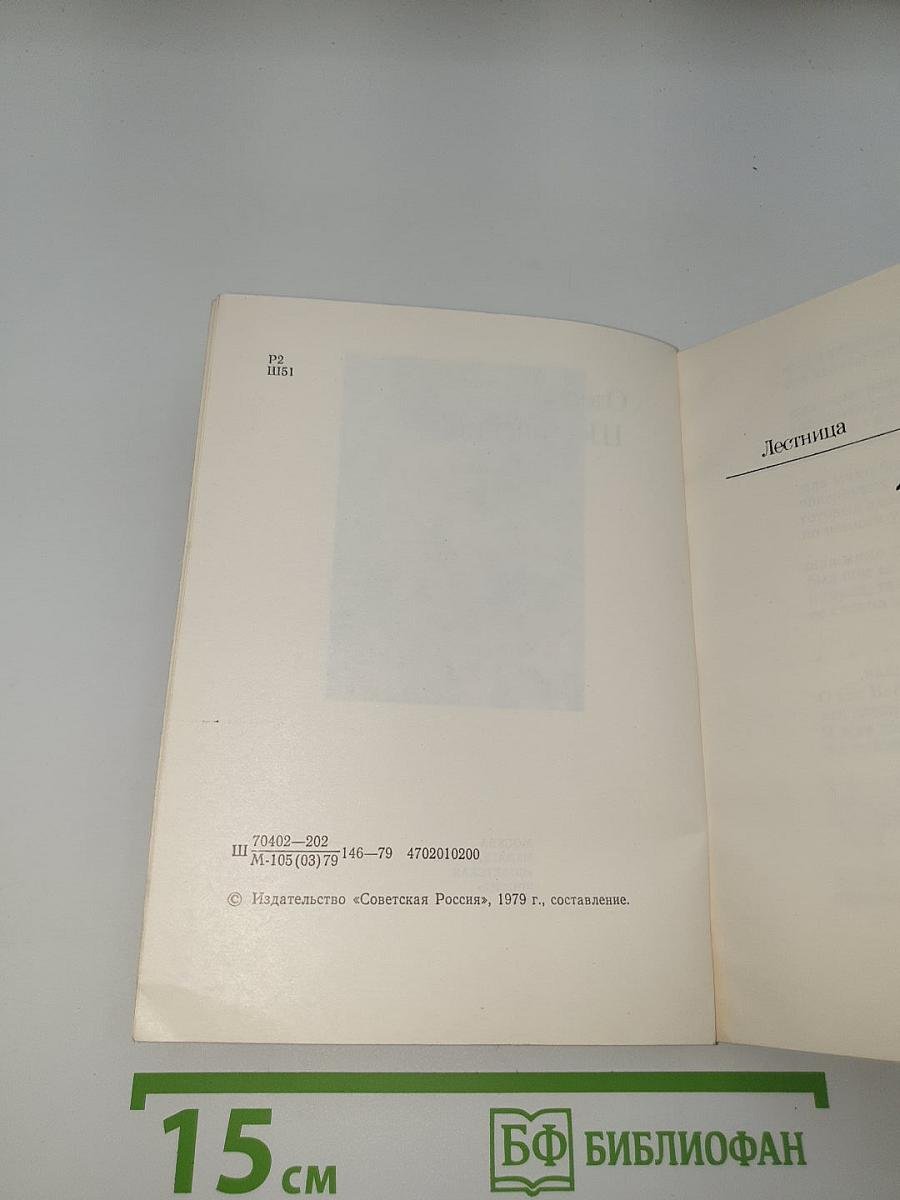 Р2
Ш51
Лестница
Ш 70402—202
М-105(03)79 146—79 4702010200
© Издательство «Советская Россия», 1979 г., составление.
15 см
БФ БИБЛИОФАН